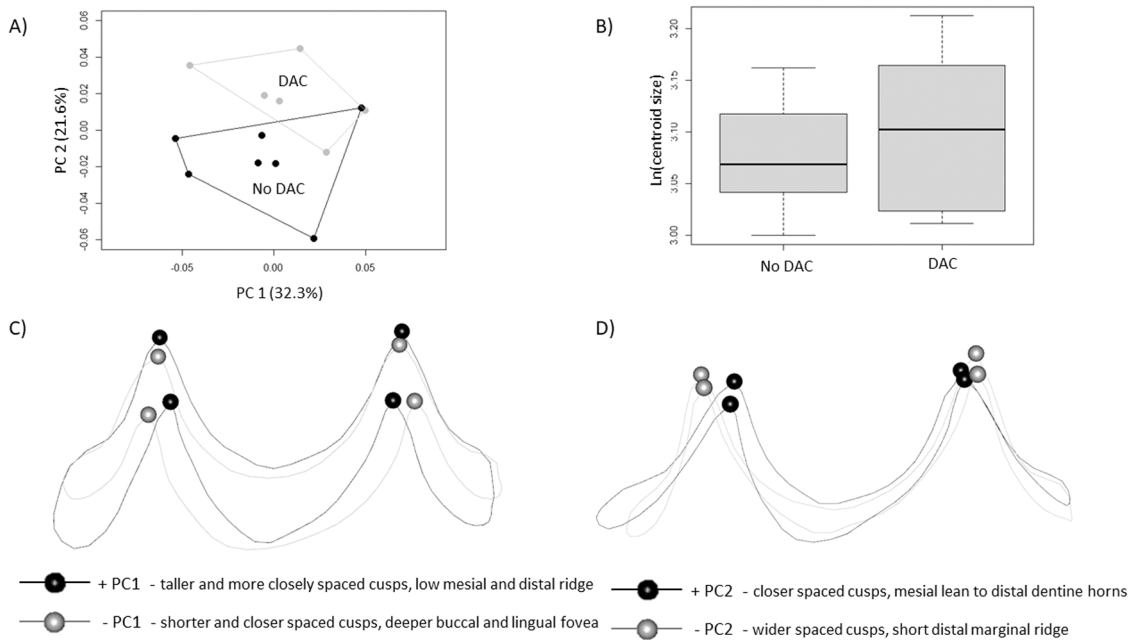 A)
0.06
0.04
0.02
0.00
-0.02
-0.04
-0.06
PC 2 (21.6%)
DAC
No DAC
-0.05
0.00
0.05
PC 1 (32.3%)
B)
3.20
3.15
3.10
3.05
3.00
Ln(centroid size)
No DAC
DAC
C)
D)
+ PC1 - taller and more closely spaced cusps, low mesial and distal ridge
- PC1 - shorter and closer spaced cusps, deeper buccal and lingual fovea
+ PC2 - closer spaced cusps, mesial lean to distal dentine horns
- PC2 - wider spaced cusps, short distal marginal ridge